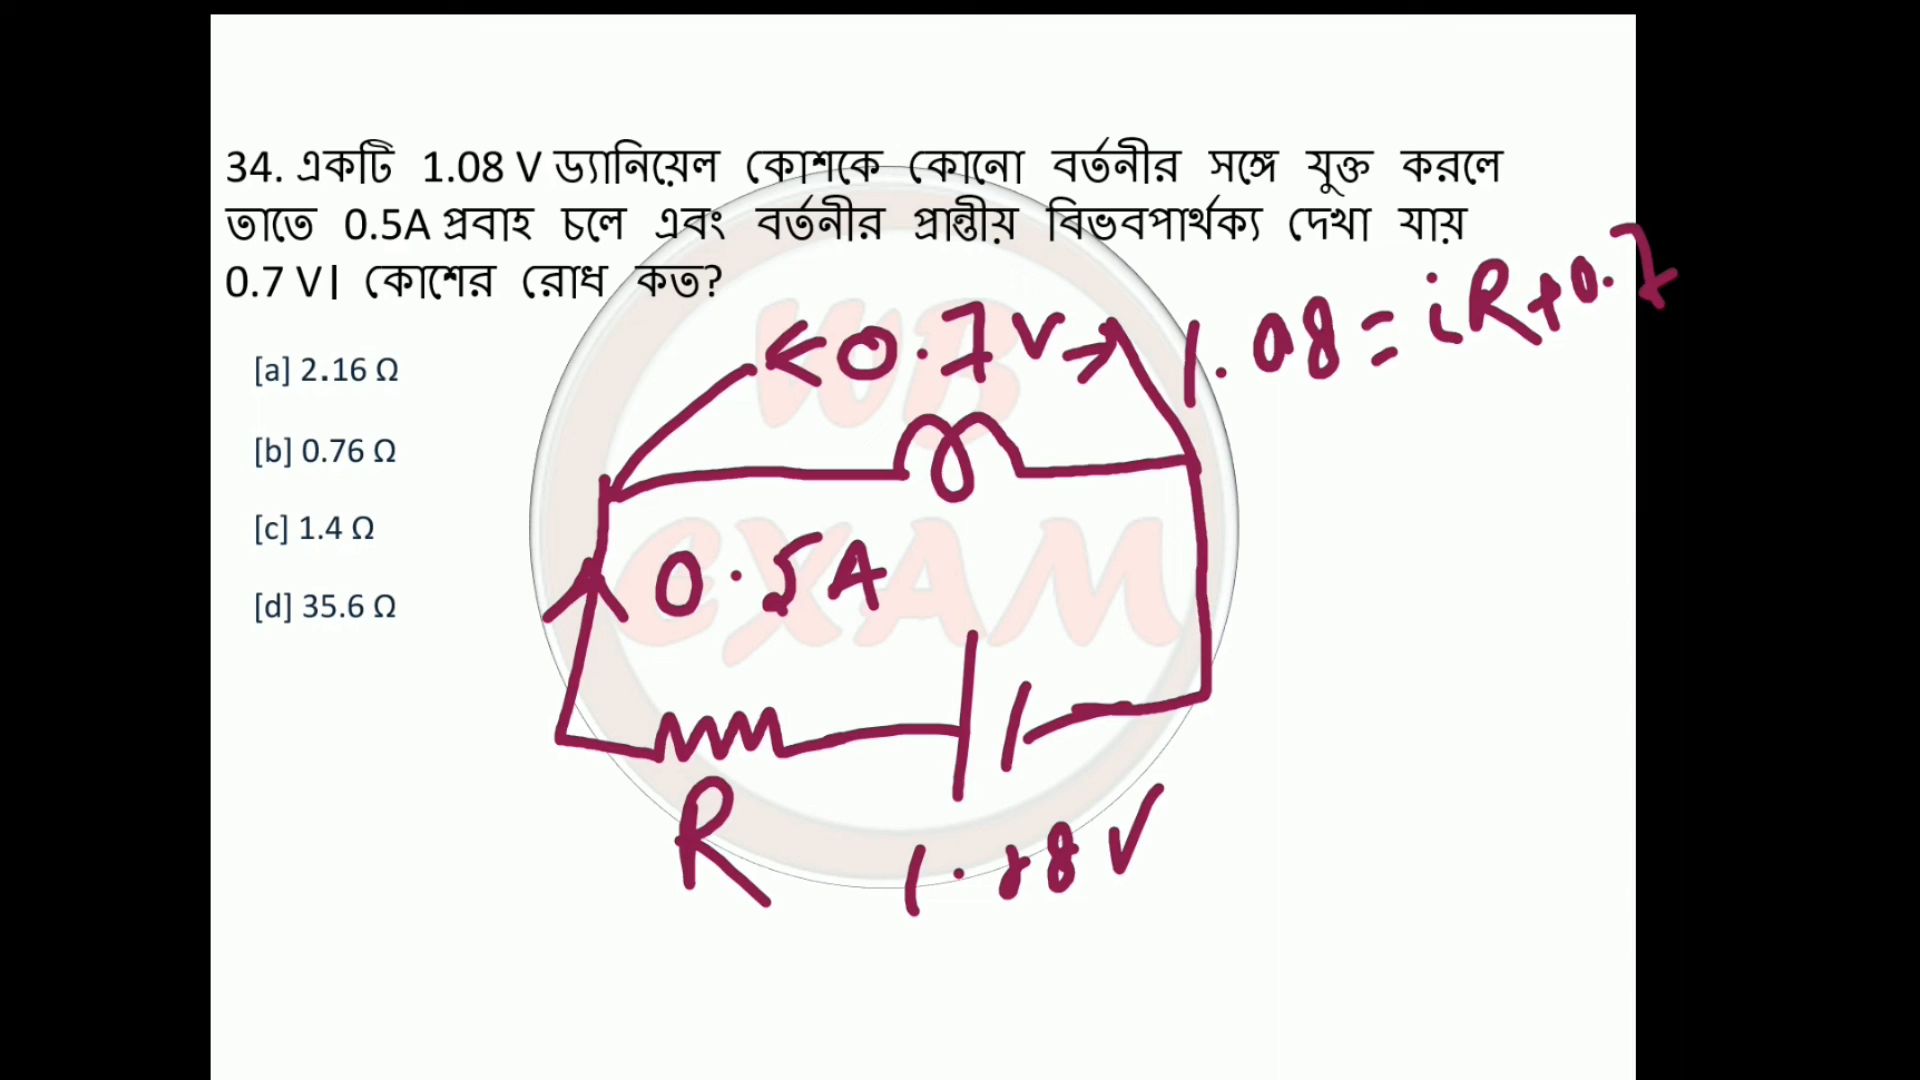 34. একটি 1.08 V ড্যানিয়েল কোশকে কোনো বর্তনীর সঙ্গে যুক্ত করলে
তাতে 0.5A প্রবাহ চলে এবং বর্তনীর প্রান্তীয় বিভবপার্থক্য দেখা যায়
0.7 V। কোশের রোধ কত?
1.08 = iR+0.7
0.7V
[a] 2.16 Ω
[b] 0.76 Ω
[c] 1.4 Ω
[d] 35.6 Ω
0.5A
R
1.08V
WB
EXAM